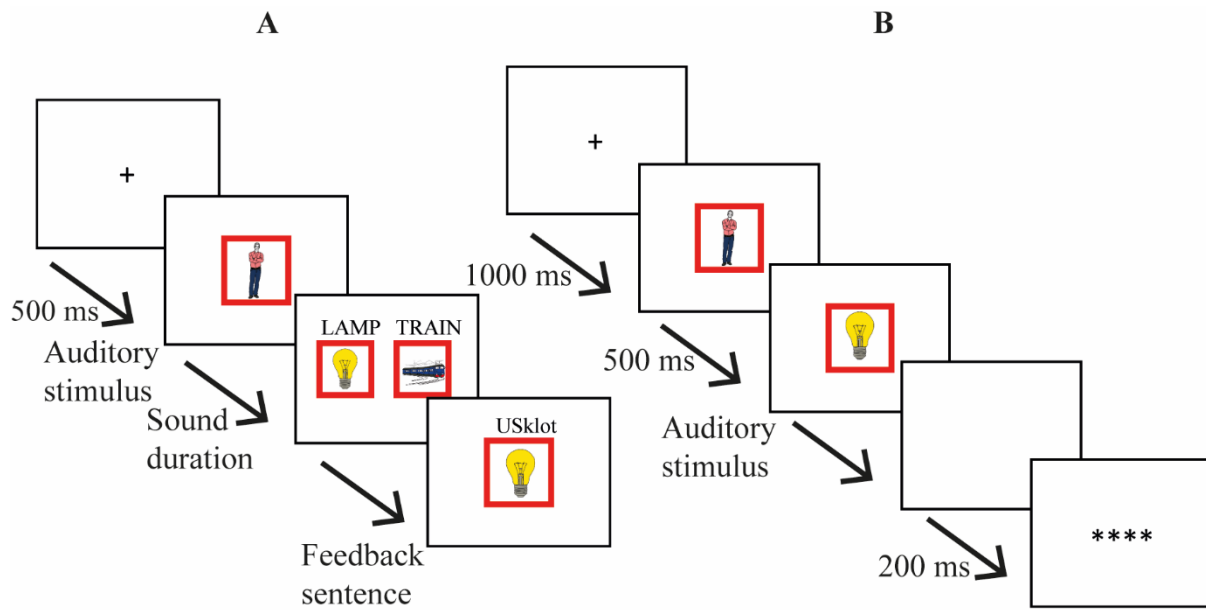 A
+
500 ms
Auditory
stimulus
Sound
duration
LAMP TRAIN
USklot
Feedback
sentence
B
+
1000 ms
500 ms
Auditory
stimulus
200 ms
****